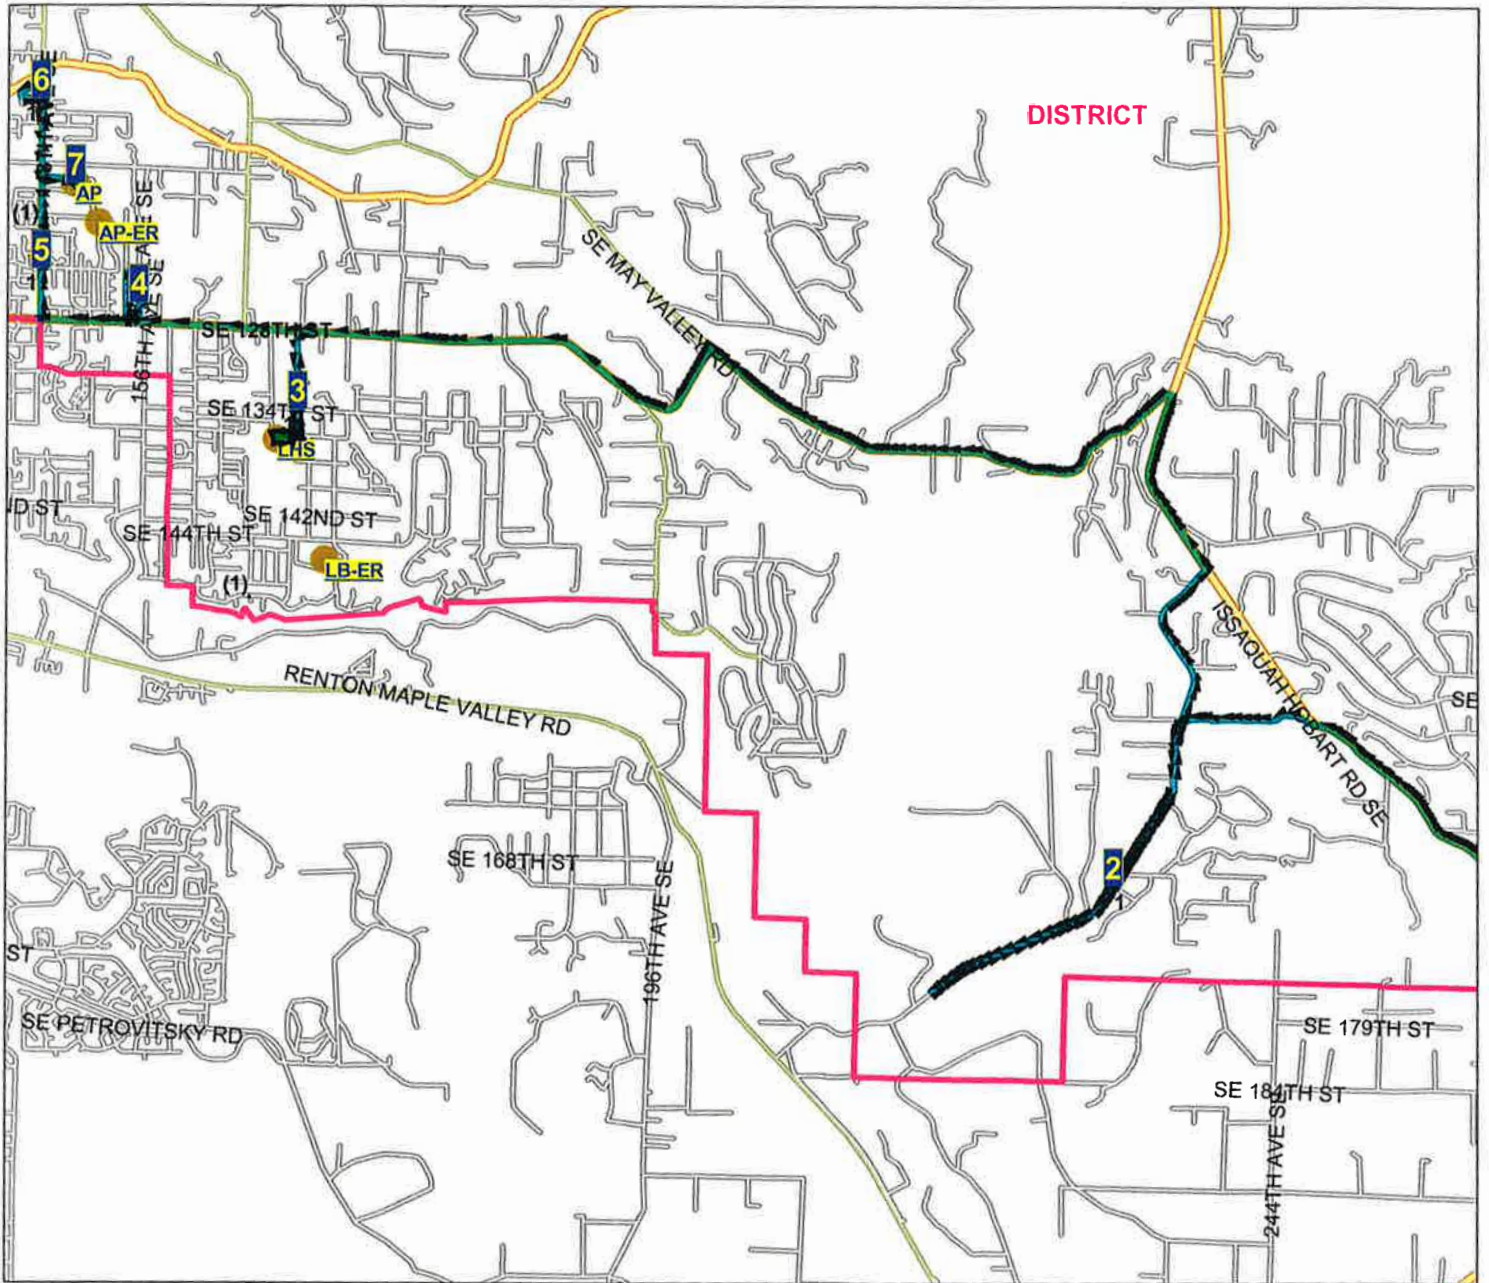 DISTRICT
6
7
AP
AP-ER
(1)
5
4
SE MAY VALLEY RD
SE 128TH ST
156TH AVE SE
3
SE 134TH ST
LHS
ND ST
SE 142ND ST
SE 144TH ST
LB-ER
(1)
ISSAQUAH HOBART RD SE
RENTON MAPLE VALLEY RD
SE
SE 168TH ST
2
1
196TH AVE SE
ST
SE PETROVITSKY RD
SE 179TH ST
SE 184TH ST
244TH AVE SE